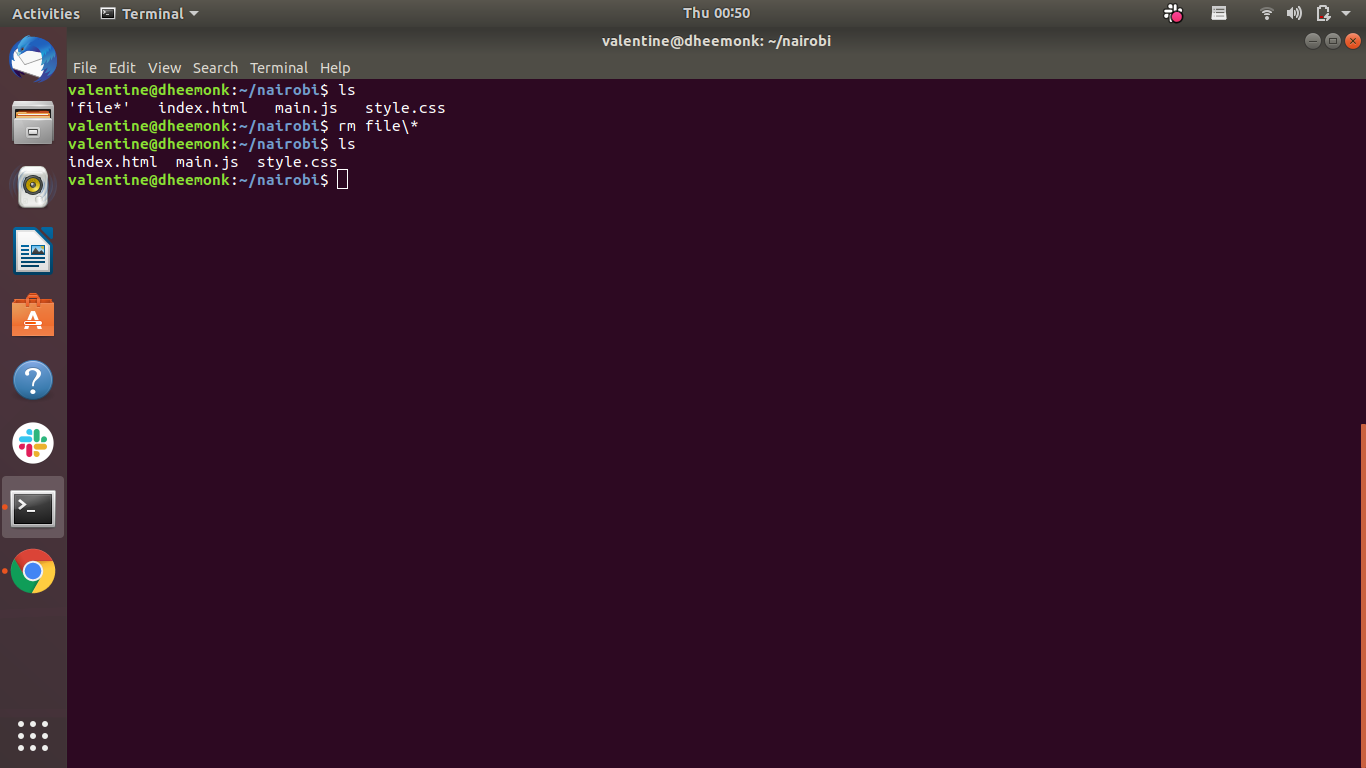 Activities Terminal Thu 00:50
valentine@dheemonk: ~/nairobi
File Edit View Search Terminal Help
valentine@dheemonk:~/nairobi$ ls
'file*'   index.html   main.js   style.css
valentine@dheemonk:~/nairobi$ rm file\*
valentine@dheemonk:~/nairobi$ ls
index.html  main.js  style.css
valentine@dheemonk:~/nairobi$